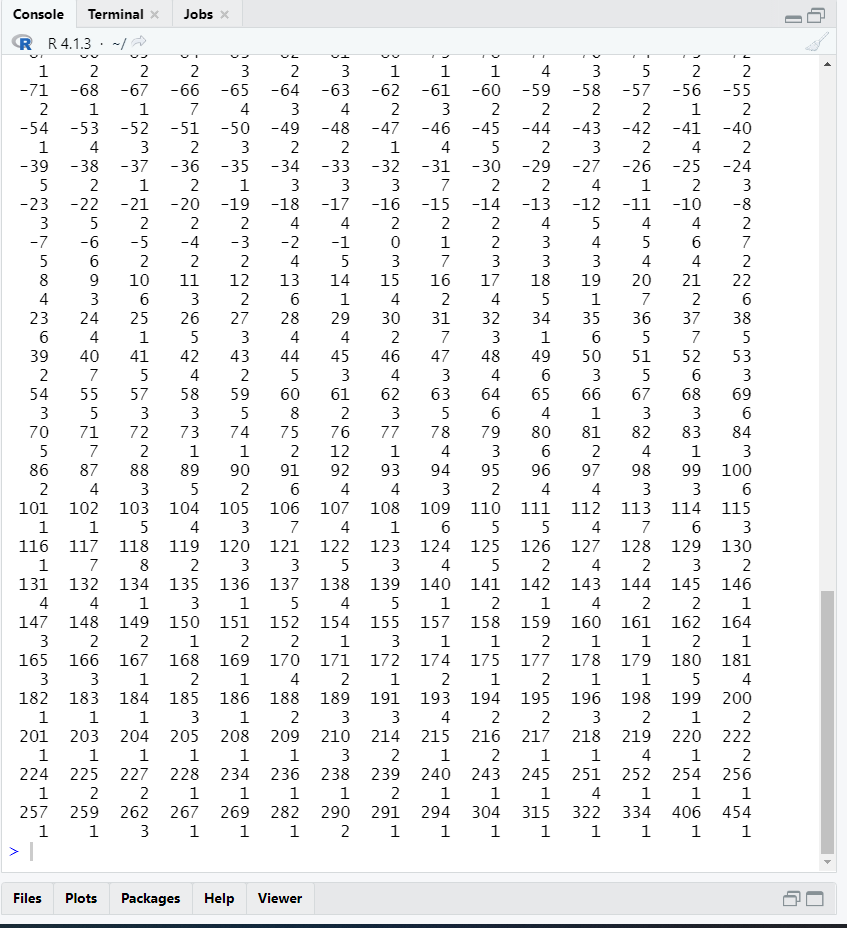 Console Terminal Jobs
R 4.1.3 · ~/
1 2 2 2 3 2 3 1 1 1 4 3 5 2 2
-71 -68 -67 -66 -65 -64 -63 -62 -61 -60 -59 -58 -57 -56 -55
2 1 1 7 4 3 4 2 3 2 2 2 2 1 2
-54 -53 -52 -51 -50 -49 -48 -47 -46 -45 -44 -43 -42 -41 -40
1 4 3 2 3 2 2 1 4 5 2 3 2 4 2
-39 -38 -37 -36 -35 -34 -33 -32 -31 -30 -29 -27 -26 -25 -24
5 2 1 2 1 3 3 3 7 2 2 4 1 2 3
-23 -22 -21 -20 -19 -18 -17 -16 -15 -14 -13 -12 -11 -10 -8
3 5 2 2 2 4 4 2 2 2 4 5 4 4 2
-7 -6 -5 -4 -3 -2 -1 0 1 2 3 4 5 6 7
5 6 2 2 2 4 5 3 7 3 3 3 4 4 2
8 9 10 11 12 13 14 15 16 17 18 19 20 21 22
4 3 6 3 2 6 1 4 2 4 5 1 7 2 6
23 24 25 26 27 28 29 30 31 32 34 35 36 37 38
6 4 1 5 3 4 4 2 7 3 1 6 5 7 5
39 40 41 42 43 44 45 46 47 48 49 50 51 52 53
2 7 5 4 2 5 3 4 3 4 6 3 5 6 3
54 55 57 58 59 60 61 62 63 64 65 66 67 68 69
3 5 3 3 5 8 2 3 5 6 4 1 3 3 6
70 71 72 73 74 75 76 77 78 79 80 81 82 83 84
5 7 2 1 1 2 12 1 4 3 6 2 4 1 3
86 87 88 89 90 91 92 93 94 95 96 97 98 99 100
2 4 3 5 2 6 4 4 3 2 4 4 3 3 6
101 102 103 104 105 106 107 108 109 110 111 112 113 114 115
1 1 5 4 3 7 4 1 6 5 5 4 7 6 3
116 117 118 119 120 121 122 123 124 125 126 127 128 129 130
1 7 8 2 3 3 5 3 4 5 2 4 2 3 2
131 132 134 135 136 137 138 139 140 141 142 143 144 145 146
4 4 1 3 1 5 4 5 1 2 1 4 2 2 1
147 148 149 150 151 152 154 155 157 158 159 160 161 162 164
3 2 2 1 2 2 1 3 1 1 2 1 1 2 1
165 166 167 168 169 170 171 172 174 175 177 178 179 180 181
3 3 1 2 1 4 2 1 2 1 2 1 1 5 4
182 183 184 185 186 188 189 191 193 194 195 196 198 199 200
1 1 1 3 1 2 3 3 4 2 2 3 2 1 2
201 203 204 205 208 209 210 214 215 216 217 218 219 220 222
1 1 1 1 1 1 3 2 1 2 1 1 4 1 2
224 225 227 228 234 236 238 239 240 243 245 251 252 254 256
1 2 2 1 1 1 1 2 1 1 1 4 1 1 1
257 259 262 267 269 282 290 291 294 304 315 322 334 406 454
1 1 3 1 1 1 2 1 1 1 1 1 1 1 1
>
Files Plots Packages Help Viewer